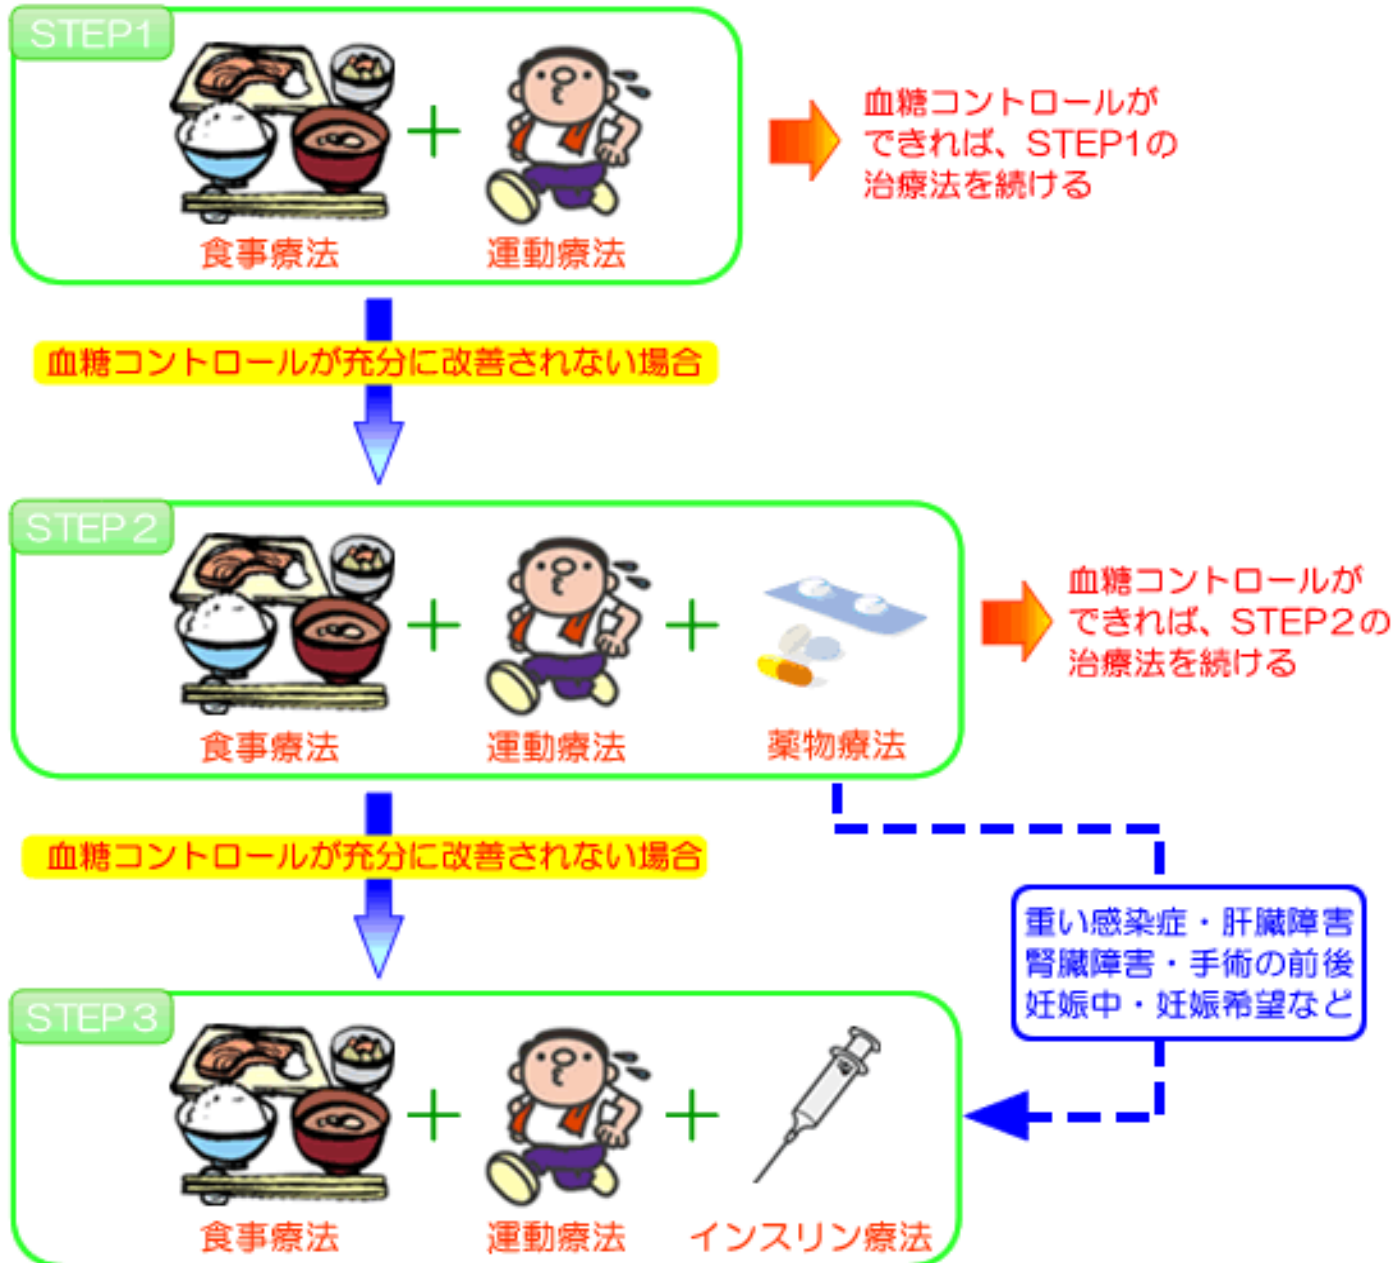 STEP1
血糖コントロールが
できれば、STEP1の
治療法を続ける
食事療法
運動療法
血糖コントロールが充分に改善されない場合
STEP2
血糖コントロールが
できれば、STEP2の
治療法を続ける
食事療法
運動療法
薬物療法
血糖コントロールが充分に改善されない場合
重い感染症・肝臓障害
腎臓障害・手術の前後
妊娠中・妊娠希望など
STEP3
食事療法
運動療法
インスリン療法